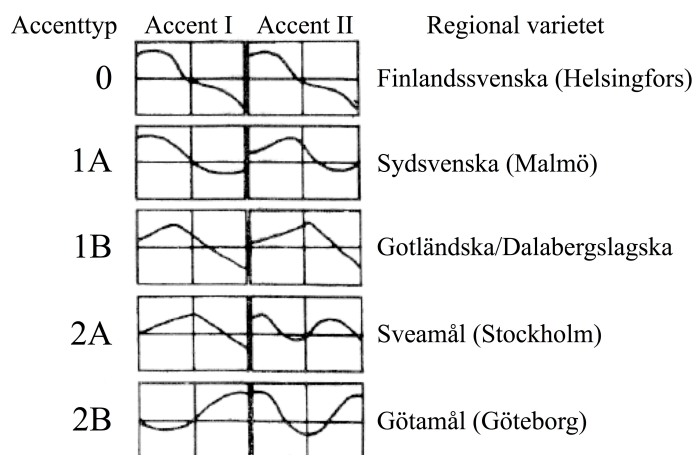 Accenttyp Accent I Accent II Regional varietet
0 Finlandssvenska (Helsingfors)
1A Sydsvenska (Malmö)
1B Gotländska/Dalabergslagska
2A Sveamål (Stockholm)
2B Götamål (Göteborg)